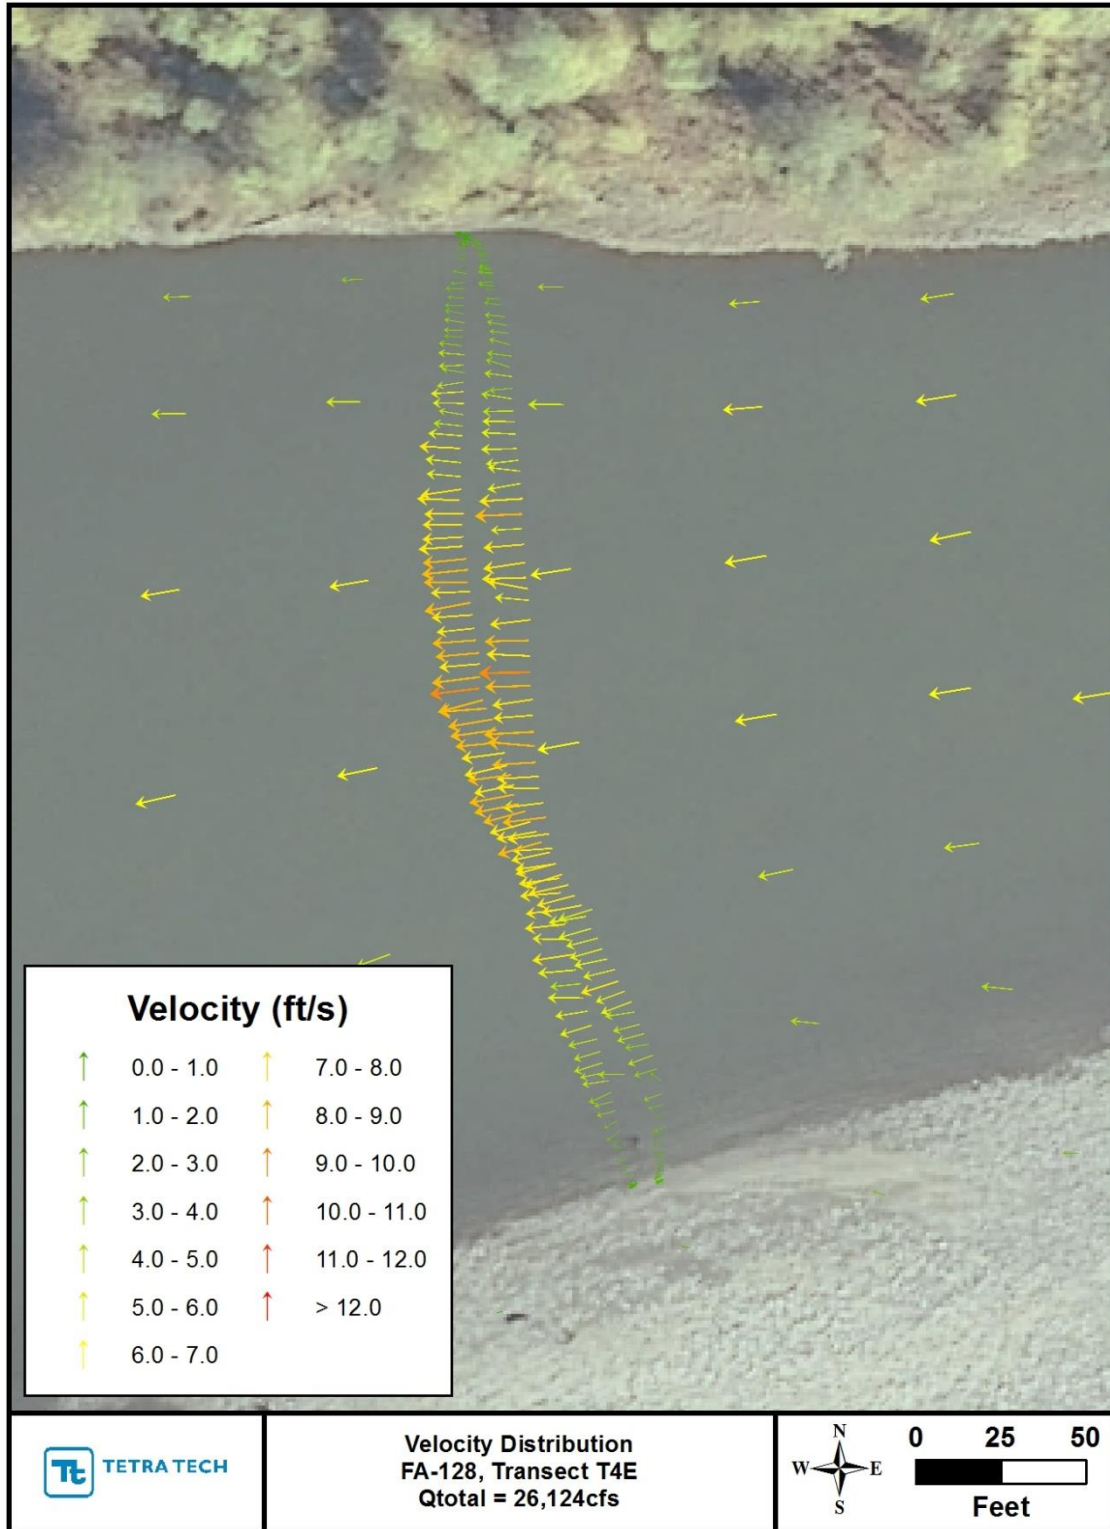 Velocity (ft/s)
0.0 - 1.0
1.0 - 2.0
2.0 - 3.0
3.0 - 4.0
4.0 - 5.0
5.0 - 6.0
6.0 - 7.0
7.0 - 8.0
8.0 - 9.0
9.0 - 10.0
10.0 - 11.0
11.0 - 12.0
> 12.0
Tt TETRA TECH
Velocity Distribution
FA-128, Transect T4E
Qtotal = 26,124cfs
N
W E
S
0 25 50
Feet